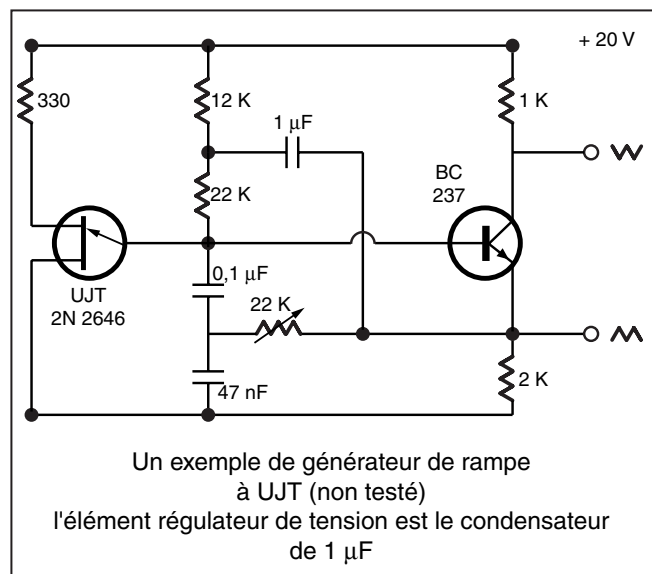 + 20 V
330
12 K
1 K
1 µF
BC
237
22 K
0,1 µF
UJT
2N 2646
22 K
47 nF
2 K
Un exemple de générateur de rampe
à UJT (non testé)
l'élément régulateur de tension est le condensateur
de 1 µF